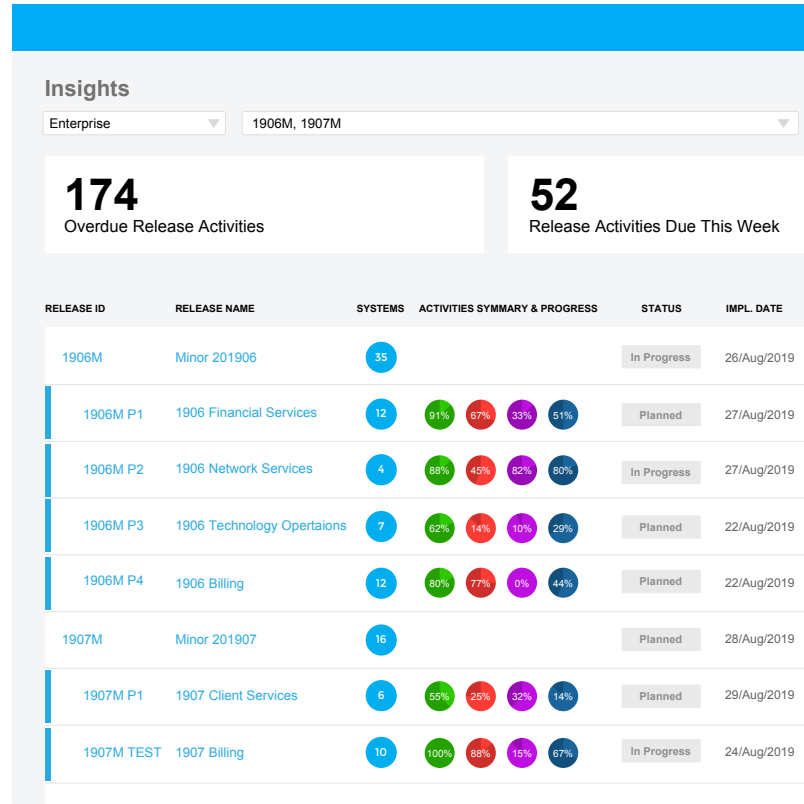 Insights
Enterprise 1906M, 1907M
174 52
Overdue Release Activities Release Activities Due This Week
RELEASE ID RELEASE NAME SYSTEMS ACTIVITIES SYMMARY & PROGRESS STATUS IMPL. DATE
1906M Minor 201906 35 In Progress 26/Aug/2019
1906M P1 1906 Financial Services 12 91% 67% 33% 51% Planned 27/Aug/2019
1906M P2 1906 Network Services 4 88% 45% 82% 80% In Progress 27/Aug/2019
1906M P3 1906 Technology Opertaions 7 62% 14% 10% 29% Planned 22/Aug/2019
1906M P4 1906 Billing 12 80% 77% 0% 44% Planned 22/Aug/2019
1907M Minor 201907 16 Planned 28/Aug/2019
1907M P1 1907 Client Services 6 55% 25% 32% 14% Planned 29/Aug/2019
1907M TEST 1907 Billing 10 100% 88% 15% 67% In Progress 24/Aug/2019